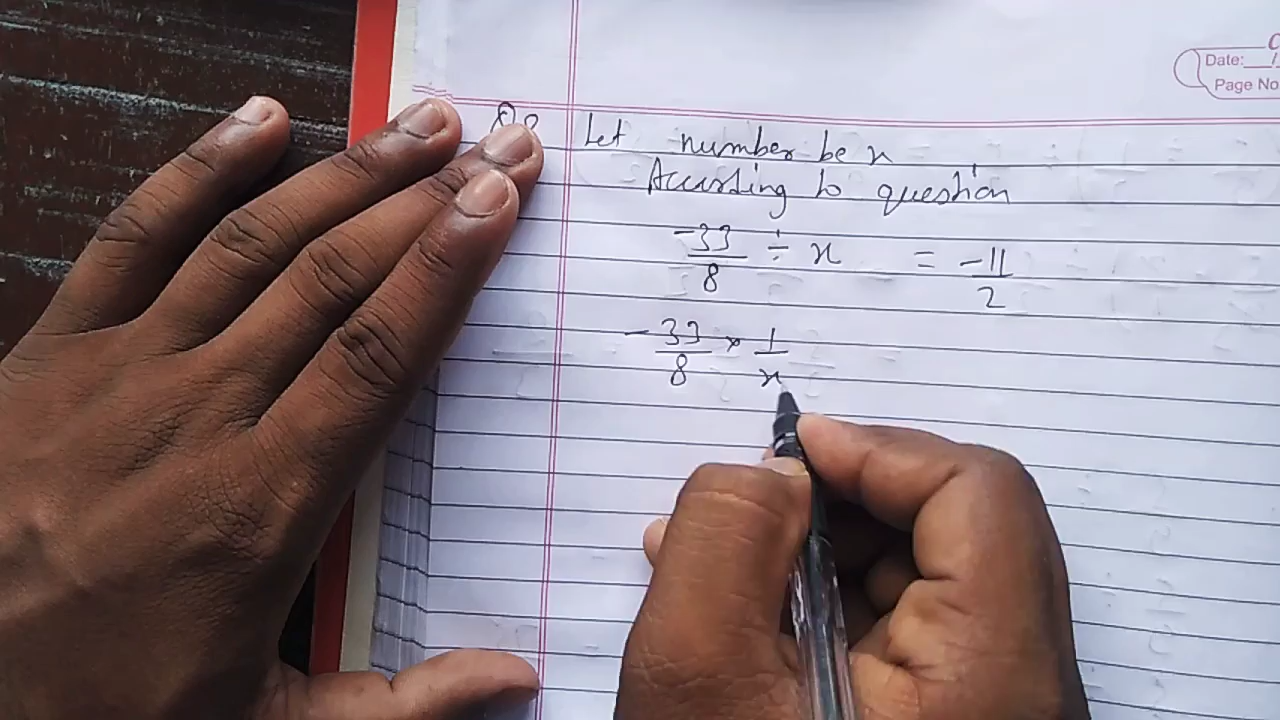 Date:
Page No
Let number be x
According to question
-33/8 ÷ x = -11/2
-33/8 × 1/x